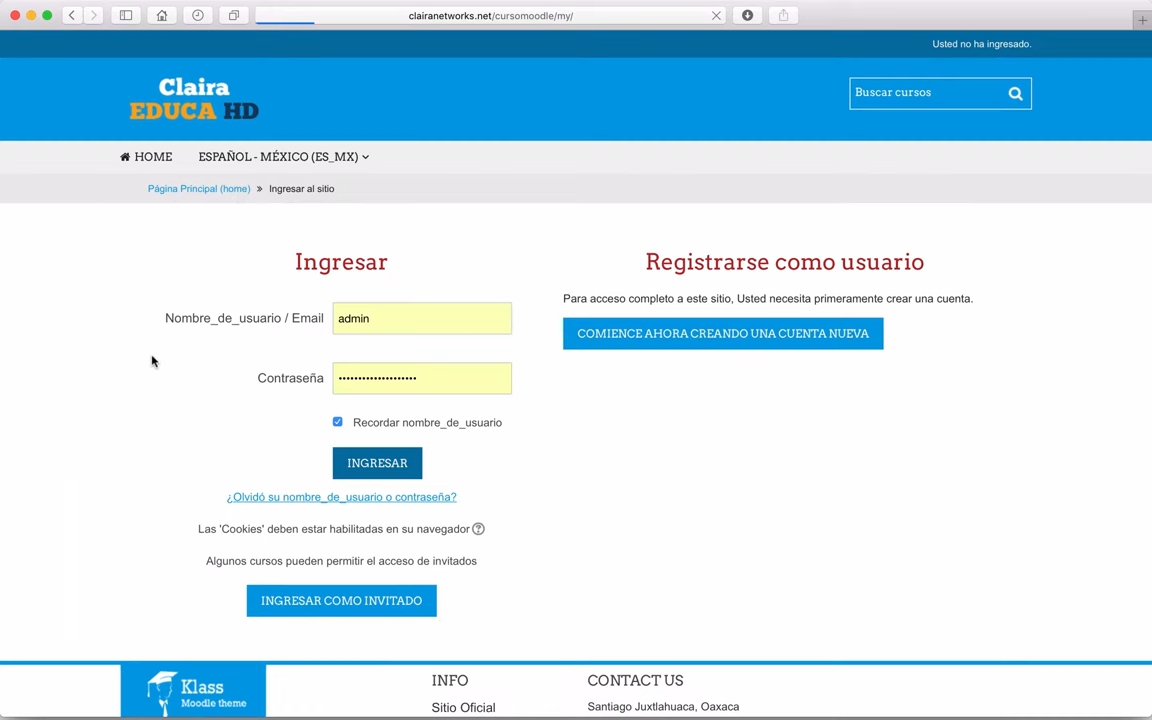 clairanetworks.net/cursomoodle/my/
Usted no ha ingresado.
Claira
EDUCA HD
Buscar cursos
HOME
ESPAÑOL - MÉXICO (ES_MX)
Página Principal (home) » Ingresar al sitio
Ingresar
Nombre_de_usuario / Email
admin
Contraseña
••••••••••••••••••••
Recordar nombre_de_usuario
INGRESAR
¿Olvidó su nombre_de_usuario o contraseña?
Las 'Cookies' deben estar habilitadas en su navegador
Algunos cursos pueden permitir el acceso de invitados
INGRESAR COMO INVITADO
Registrarse como usuario
Para acceso completo a este sitio, Usted necesita primeramente crear una cuenta.
COMIENCE AHORA CREANDO UNA CUENTA NUEVA
Klass
Moodle theme
INFO
Sitio Oficial
CONTACT US
Santiago Juxtlahuaca, Oaxaca